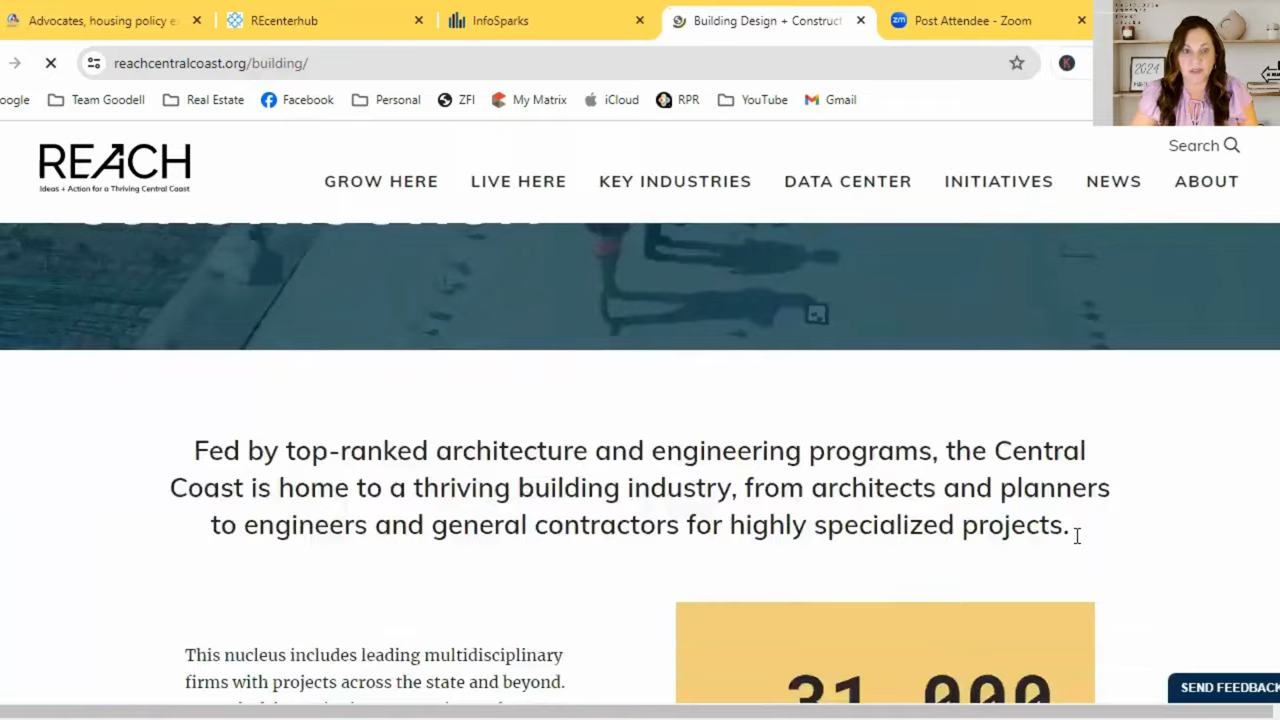 Advocates, housing policy e
REcenterhub
InfoSparks
Building Design + Construct
Post Attendee - Zoom
reachcentralcoast.org/building/
oogle
Team Goodell
Real Estate
Facebook
Personal
ZFI
My Matrix
iCloud
RPR
YouTube
Gmail
2024
Search
REACH
Ideas + Action for a Thriving Central Coast
GROW HERE
LIVE HERE
KEY INDUSTRIES
DATA CENTER
INITIATIVES
NEWS
ABOUT
Fed by top-ranked architecture and engineering programs, the Central
Coast is home to a thriving building industry, from architects and planners
to engineers and general contractors for highly specialized projects.
This nucleus includes leading multidisciplinary
firms with projects across the state and beyond.
31,000
SEND FEEDBACK